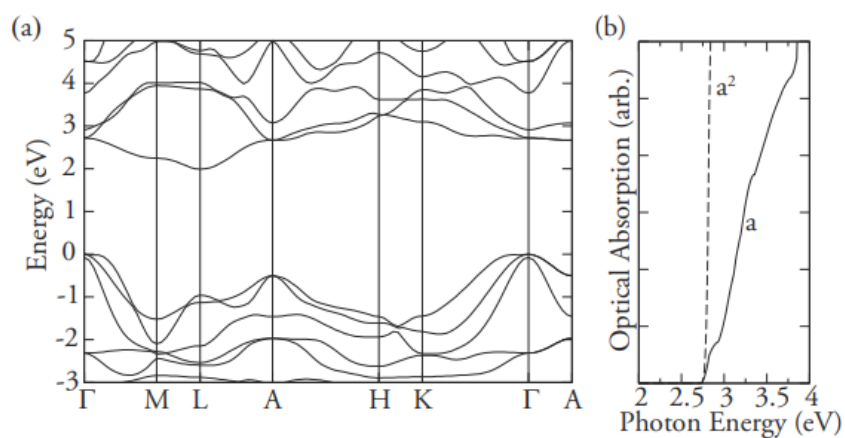 (a)
5
4
3
2
1
0
-1
-2
-3
Energy (eV)
Γ M L A H K Γ A
(b)
Optical Absorption (arb.)
a²
a
2 2.5 3 3.5 4
Photon Energy (eV)